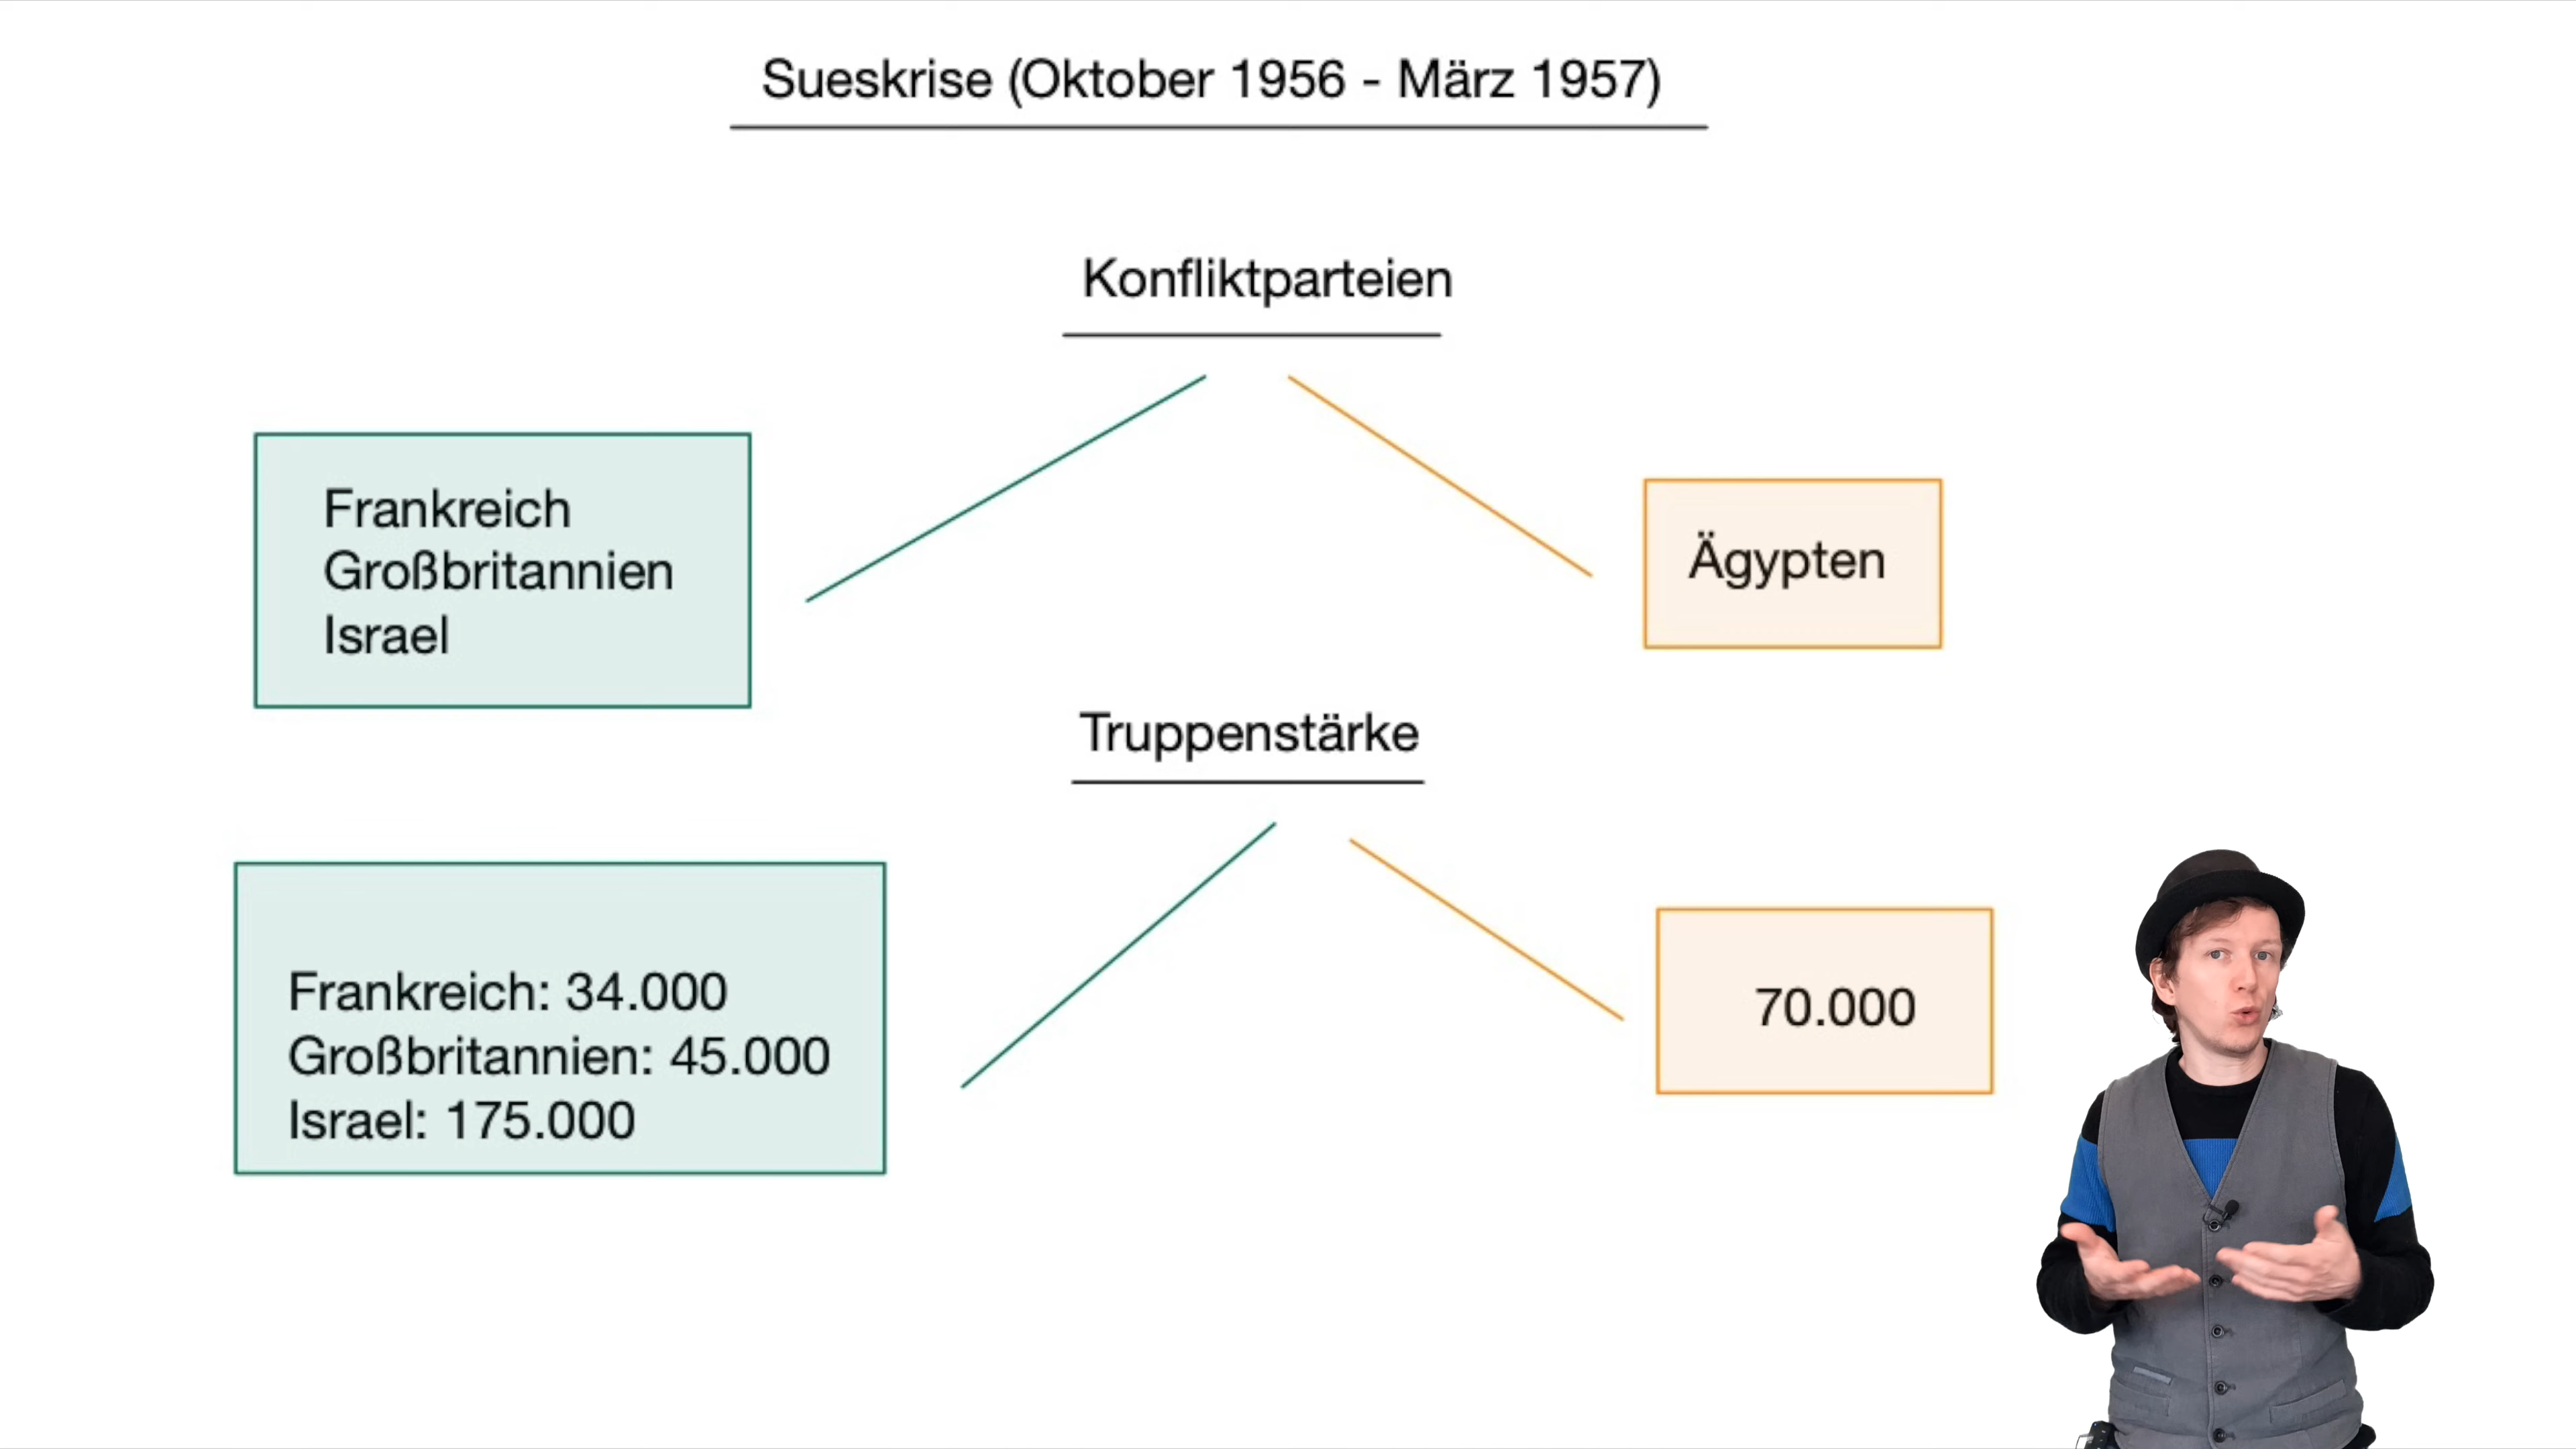 Sueskrise (Oktober 1956 - März 1957)
Konfliktparteien
Frankreich
Großbritannien
Israel
Ägypten
Truppenstärke
Frankreich: 34.000
Großbritannien: 45.000
Israel: 175.000
70.000